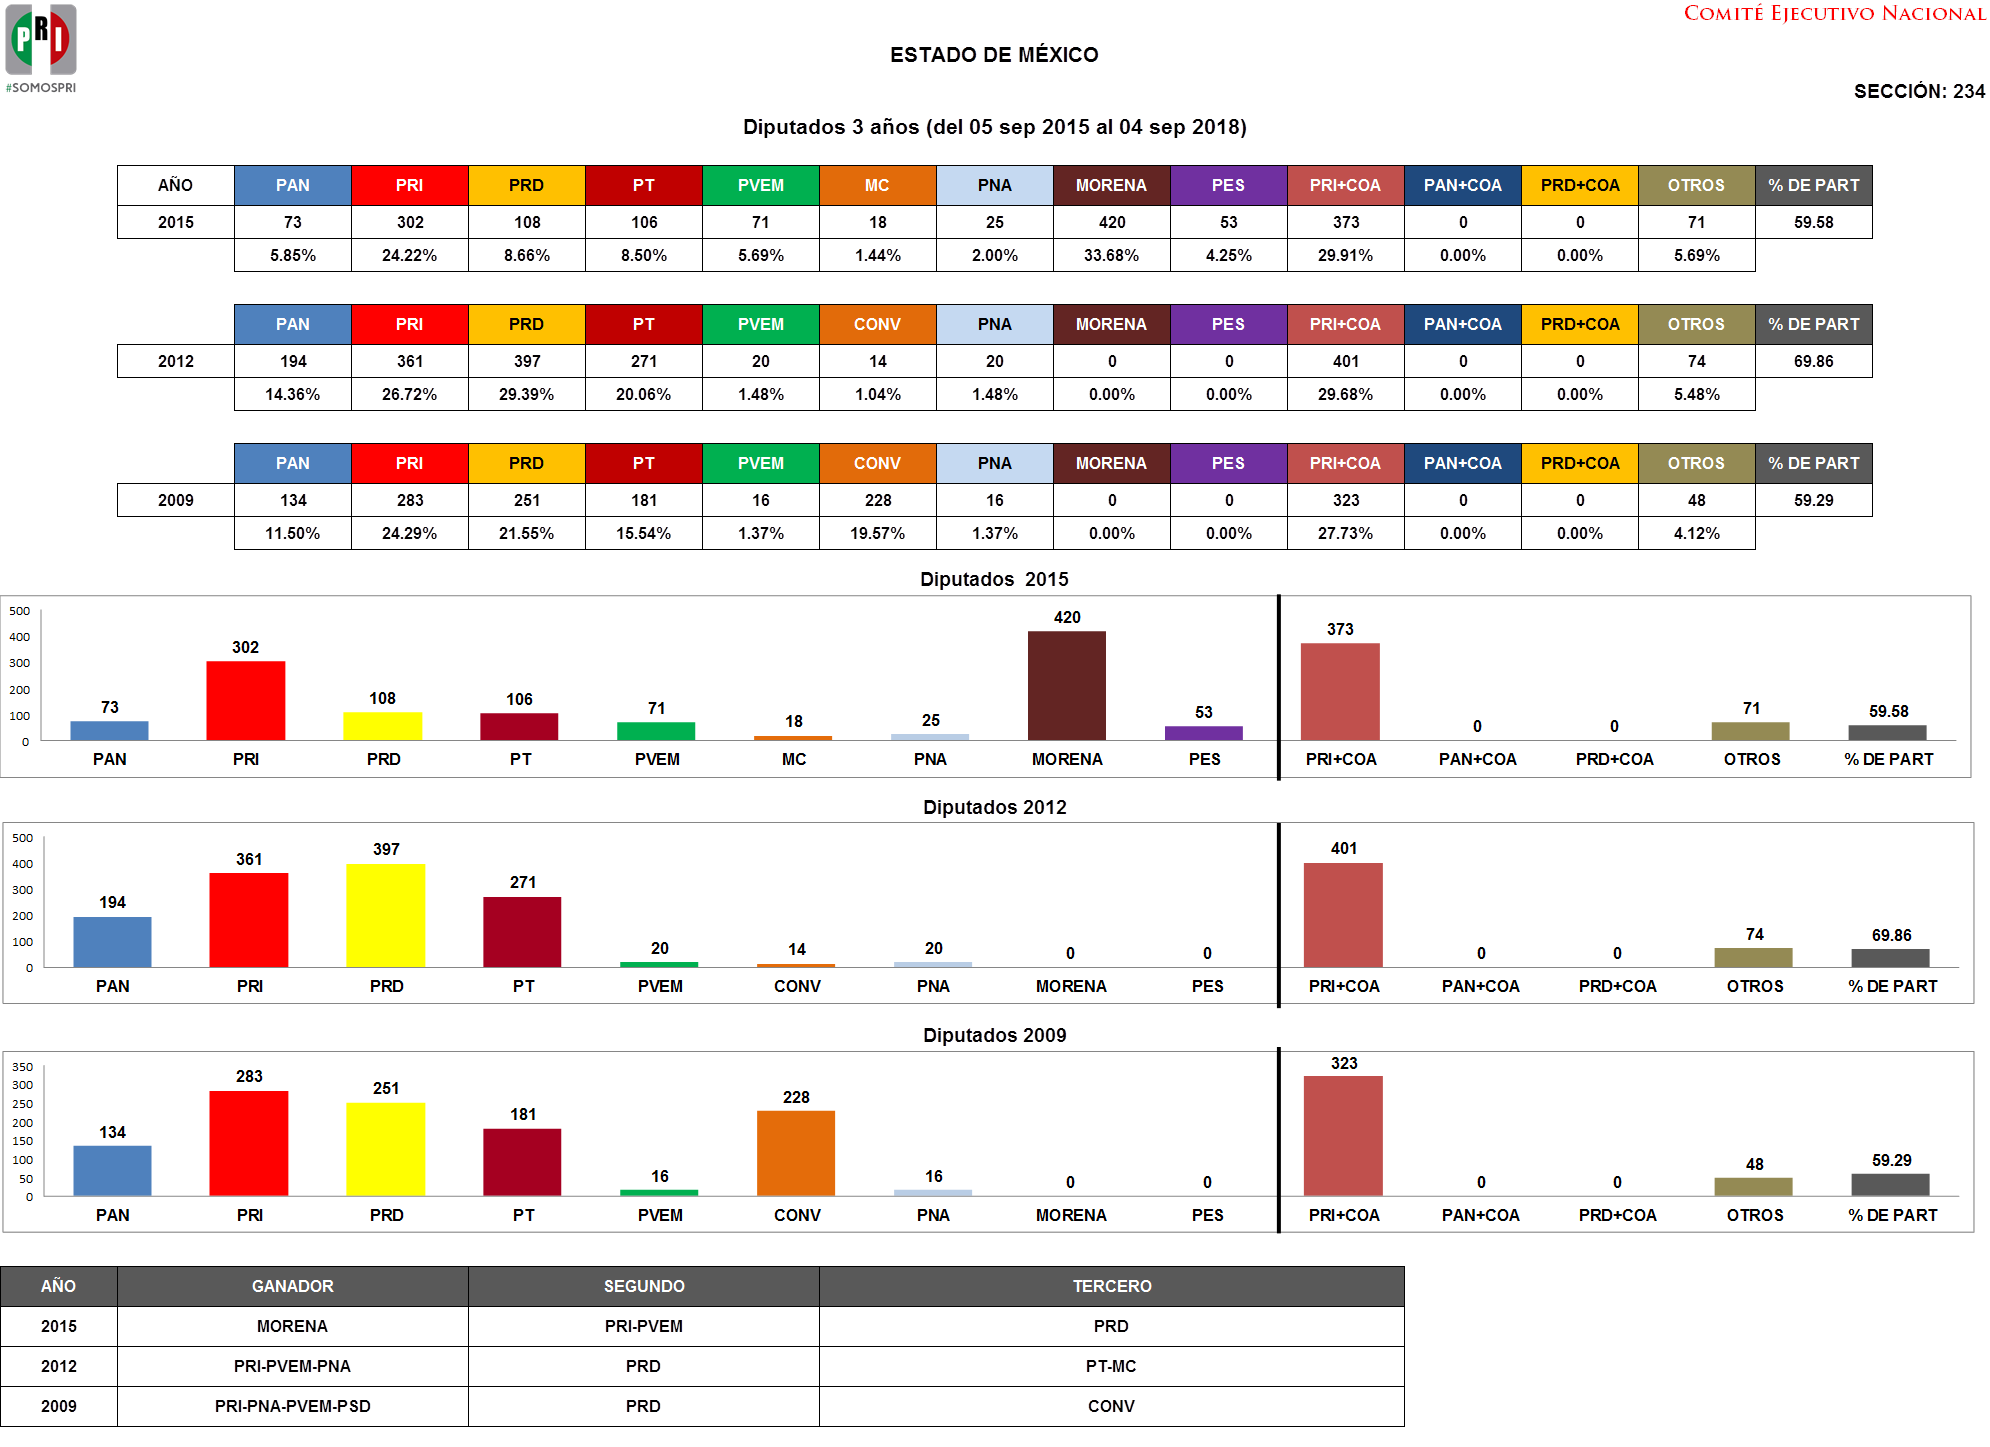 PRI
#SOMOSPRI
COMITÉ EJECUTIVO NACIONAL
ESTADO DE MÉXICO
SECCIÓN: 234
Diputados 3 años (del 05 sep 2015 al 04 sep 2018)
AÑO PAN PRI PRD PT PVEM MC PNA MORENA PES PRI+COA PAN+COA PRD+COA OTROS % DE PART
2015 73 302 108 106 71 18 25 420 53 373 0 0 71 59.58
5.85% 24.22% 8.66% 8.50% 5.69% 1.44% 2.00% 33.68% 4.25% 29.91% 0.00% 0.00% 5.69%
PAN PRI PRD PT PVEM CONV PNA MORENA PES PRI+COA PAN+COA PRD+COA OTROS % DE PART
2012 194 361 397 271 20 14 20 0 0 401 0 0 74 69.86
14.36% 26.72% 29.39% 20.06% 1.48% 1.04% 1.48% 0.00% 0.00% 29.68% 0.00% 0.00% 5.48%
PAN PRI PRD PT PVEM CONV PNA MORENA PES PRI+COA PAN+COA PRD+COA OTROS % DE PART
2009 134 283 251 181 16 228 16 0 0 323 0 0 48 59.29
11.50% 24.29% 21.55% 15.54% 1.37% 19.57% 1.37% 0.00% 0.00% 27.73% 0.00% 0.00% 4.12%
Diputados 2015
500
400
300
200
100
0
73 302 108 106 71 18 25 420 53 373 0 0 71 59.58
PAN PRI PRD PT PVEM MC PNA MORENA PES PRI+COA PAN+COA PRD+COA OTROS % DE PART
Diputados 2012
500
400
300
200
100
0
194 361 397 271 20 14 20 0 0 401 0 0 74 69.86
PAN PRI PRD PT PVEM CONV PNA MORENA PES PRI+COA PAN+COA PRD+COA OTROS % DE PART
Diputados 2009
350
300
250
200
150
100
50
0
134 283 251 181 16 228 16 0 0 323 0 0 48 59.29
PAN PRI PRD PT PVEM CONV PNA MORENA PES PRI+COA PAN+COA PRD+COA OTROS % DE PART
AÑO GANADOR SEGUNDO TERCERO
2015 MORENA PRI-PVEM PRD
2012 PRI-PVEM-PNA PRD PT-MC
2009 PRI-PNA-PVEM-PSD PRD CONV